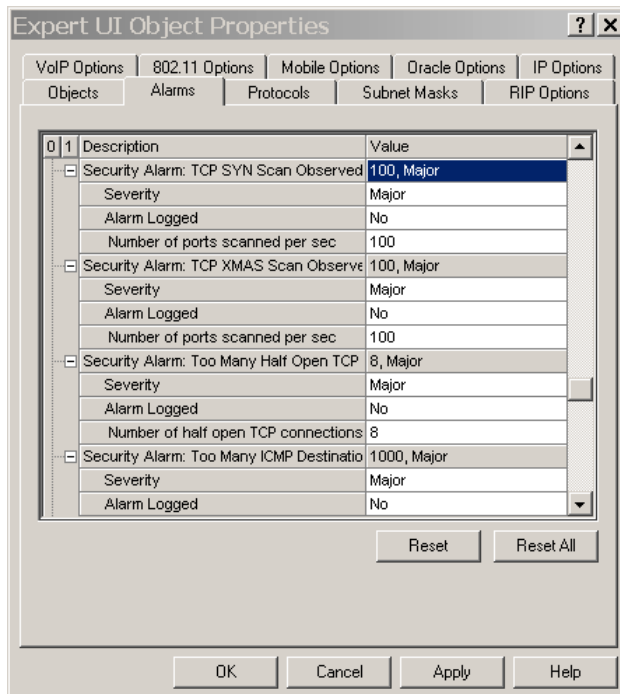 Expert UI Object Properties ? X
VoIP Options 802.11 Options Mobile Options Oracle Options IP Options
Objects Alarms Protocols Subnet Masks RIP Options
0 1 Description Value
Security Alarm: TCP SYN Scan Observed 100, Major
Severity Major
Alarm Logged No
Number of ports scanned per sec 100
Security Alarm: TCP XMAS Scan Observe 100, Major
Severity Major
Alarm Logged No
Number of ports scanned per sec 100
Security Alarm: Too Many Half Open TCP 8, Major
Severity Major
Alarm Logged No
Number of half open TCP connections 8
Security Alarm: Too Many ICMP Destinatio 1000, Major
Severity Major
Alarm Logged No
Reset Reset All
OK Cancel Apply Help